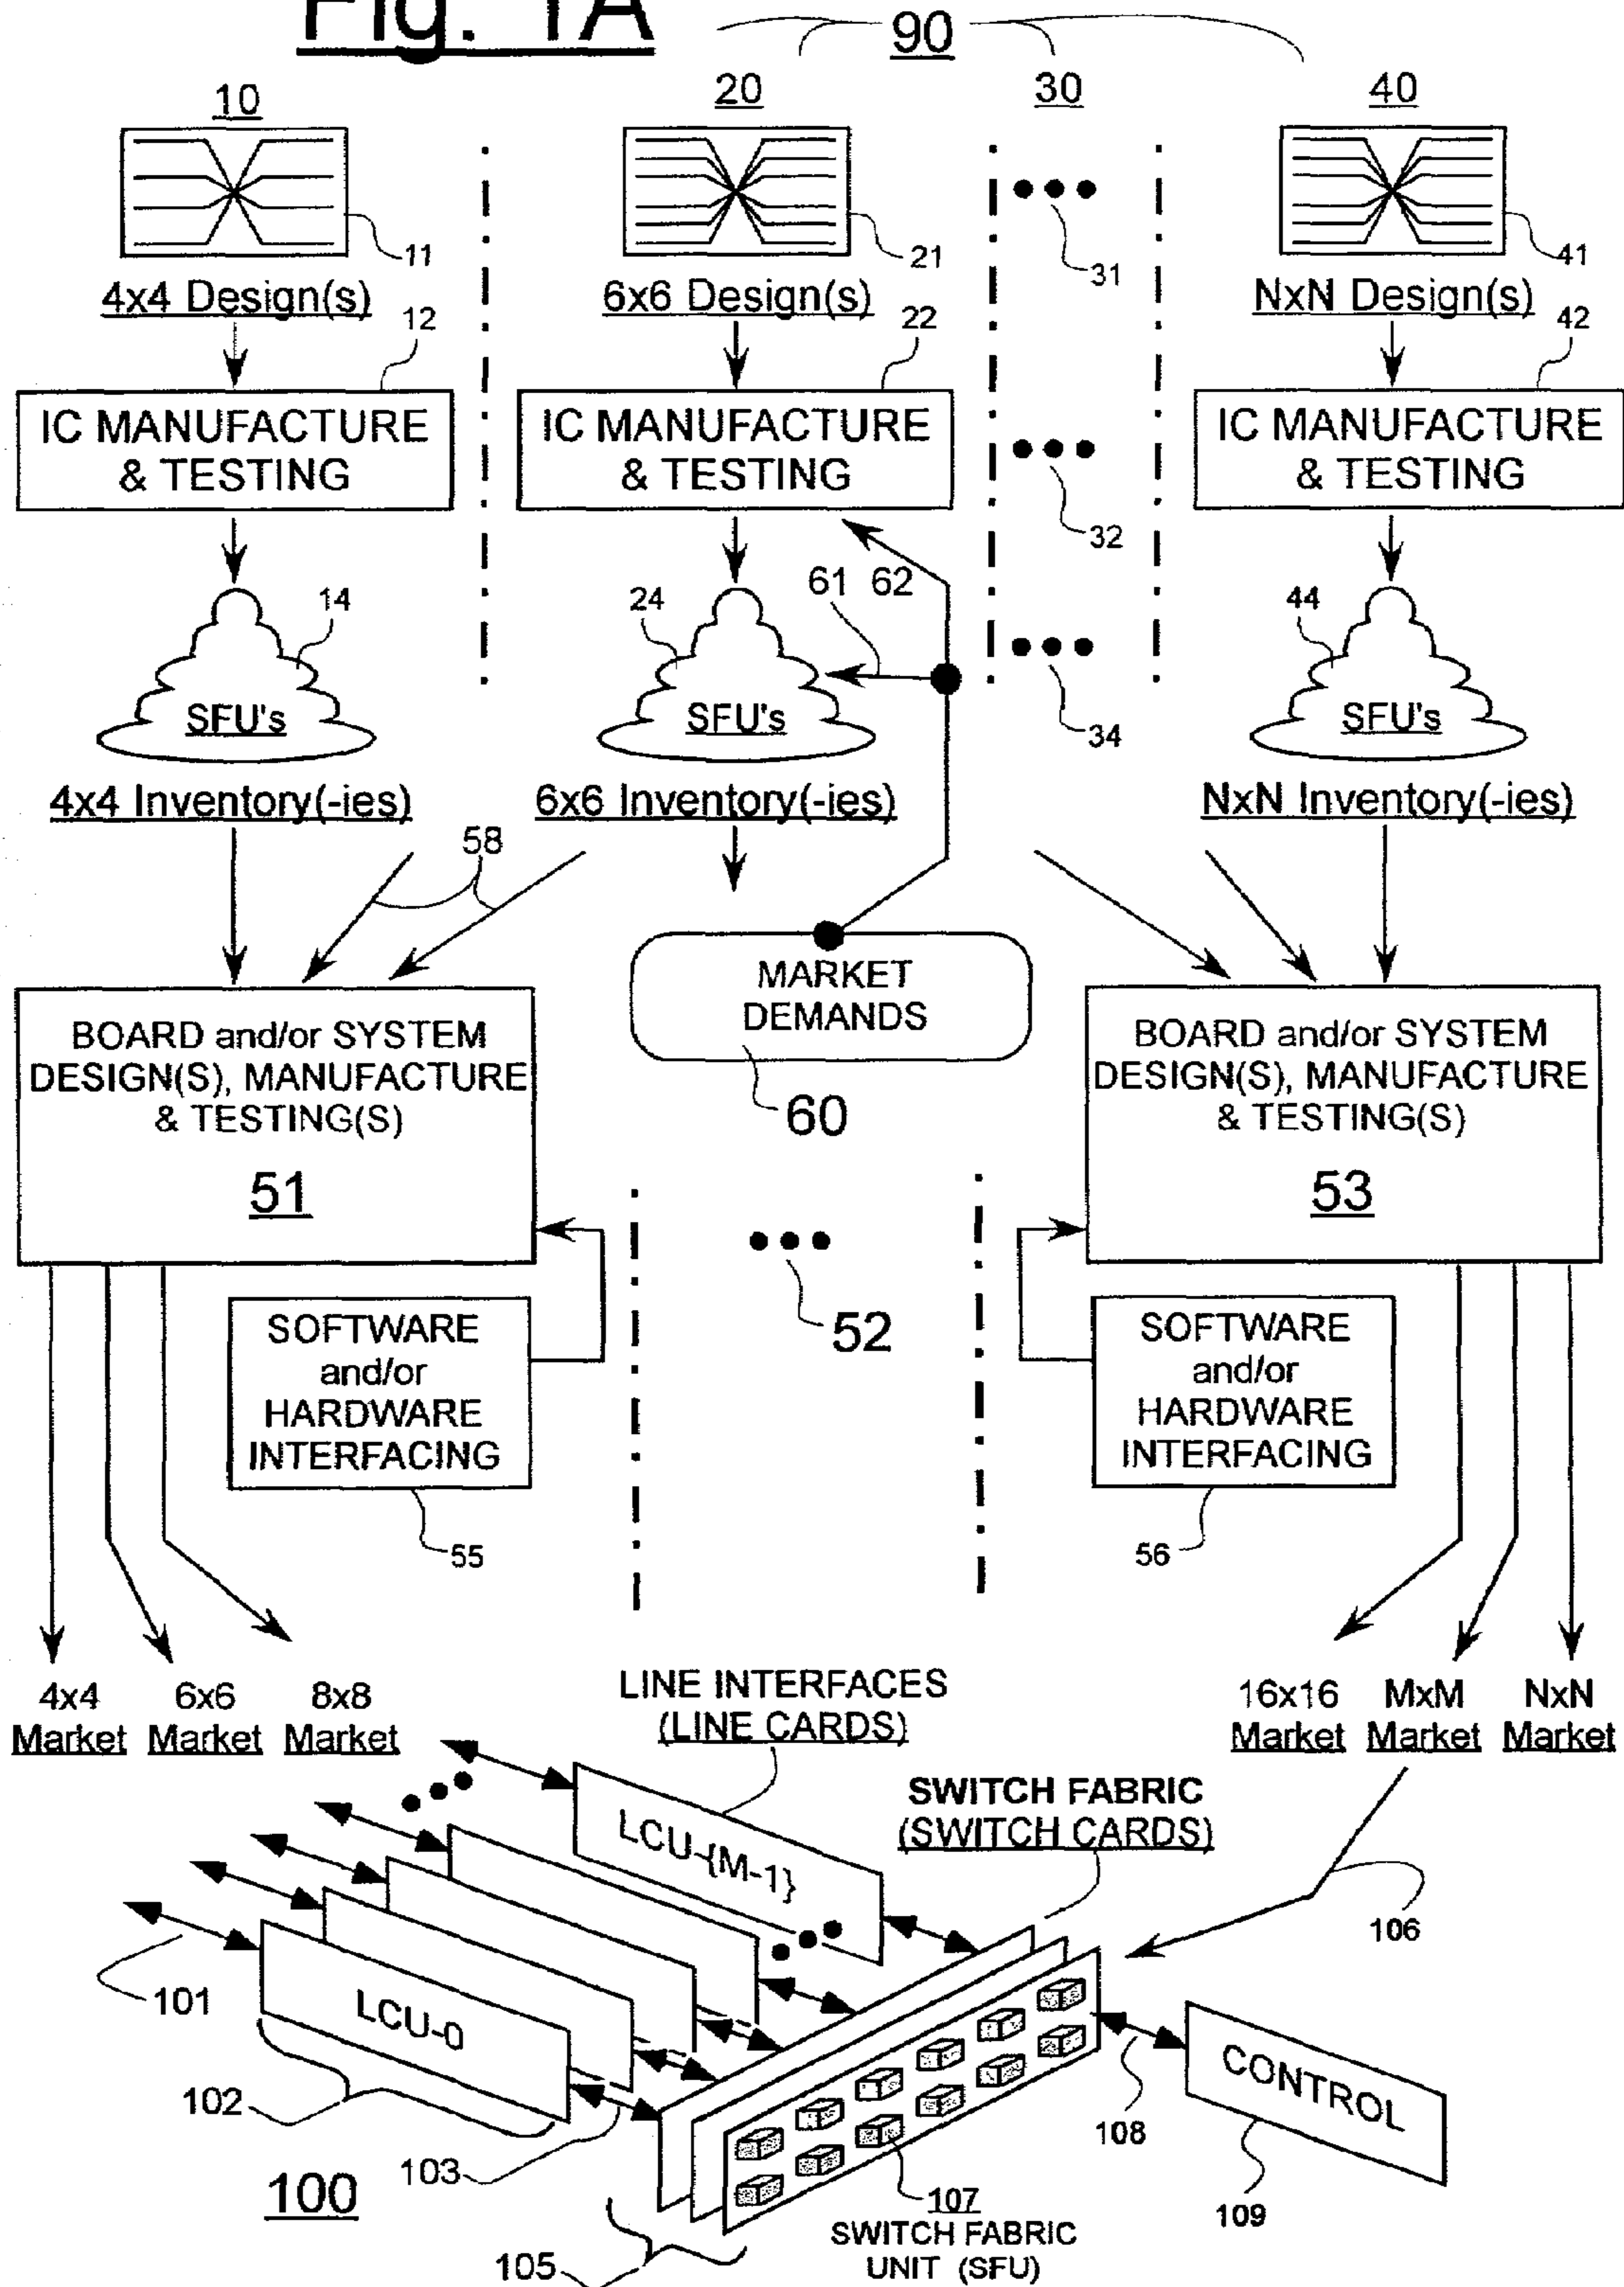 Fig. 1A
90
10
20
30
40
11
21
31
41
4x4 Design(s)
6x6 Design(s)
NxN Design(s)
12
22
42
IC MANUFACTURE
& TESTING
IC MANUFACTURE
& TESTING
IC MANUFACTURE
& TESTING
32
61
62
14
24
44
34
SFU's
SFU's
SFU's
4x4 Inventory(-ies)
6x6 Inventory(-ies)
NxN Inventory(-ies)
58
MARKET
DEMANDS
60
BOARD and/or SYSTEM
DESIGN(S), MANUFACTURE
& TESTING(S)
51
BOARD and/or SYSTEM
DESIGN(S), MANUFACTURE
& TESTING(S)
53
52
SOFTWARE
and/or
HARDWARE
INTERFACING
55
SOFTWARE
and/or
HARDWARE
INTERFACING
56
4x4
Market
6x6
Market
8x8
Market
16x16
Market
MxM
Market
NxN
Market
LINE INTERFACES
(LINE CARDS)
SWITCH FABRIC
(SWITCH CARDS)
LCU-{M-1}
106
101
LCU-0
102
103
100
105
107
SWITCH FABRIC
UNIT (SFU)
108
CONTROL
109